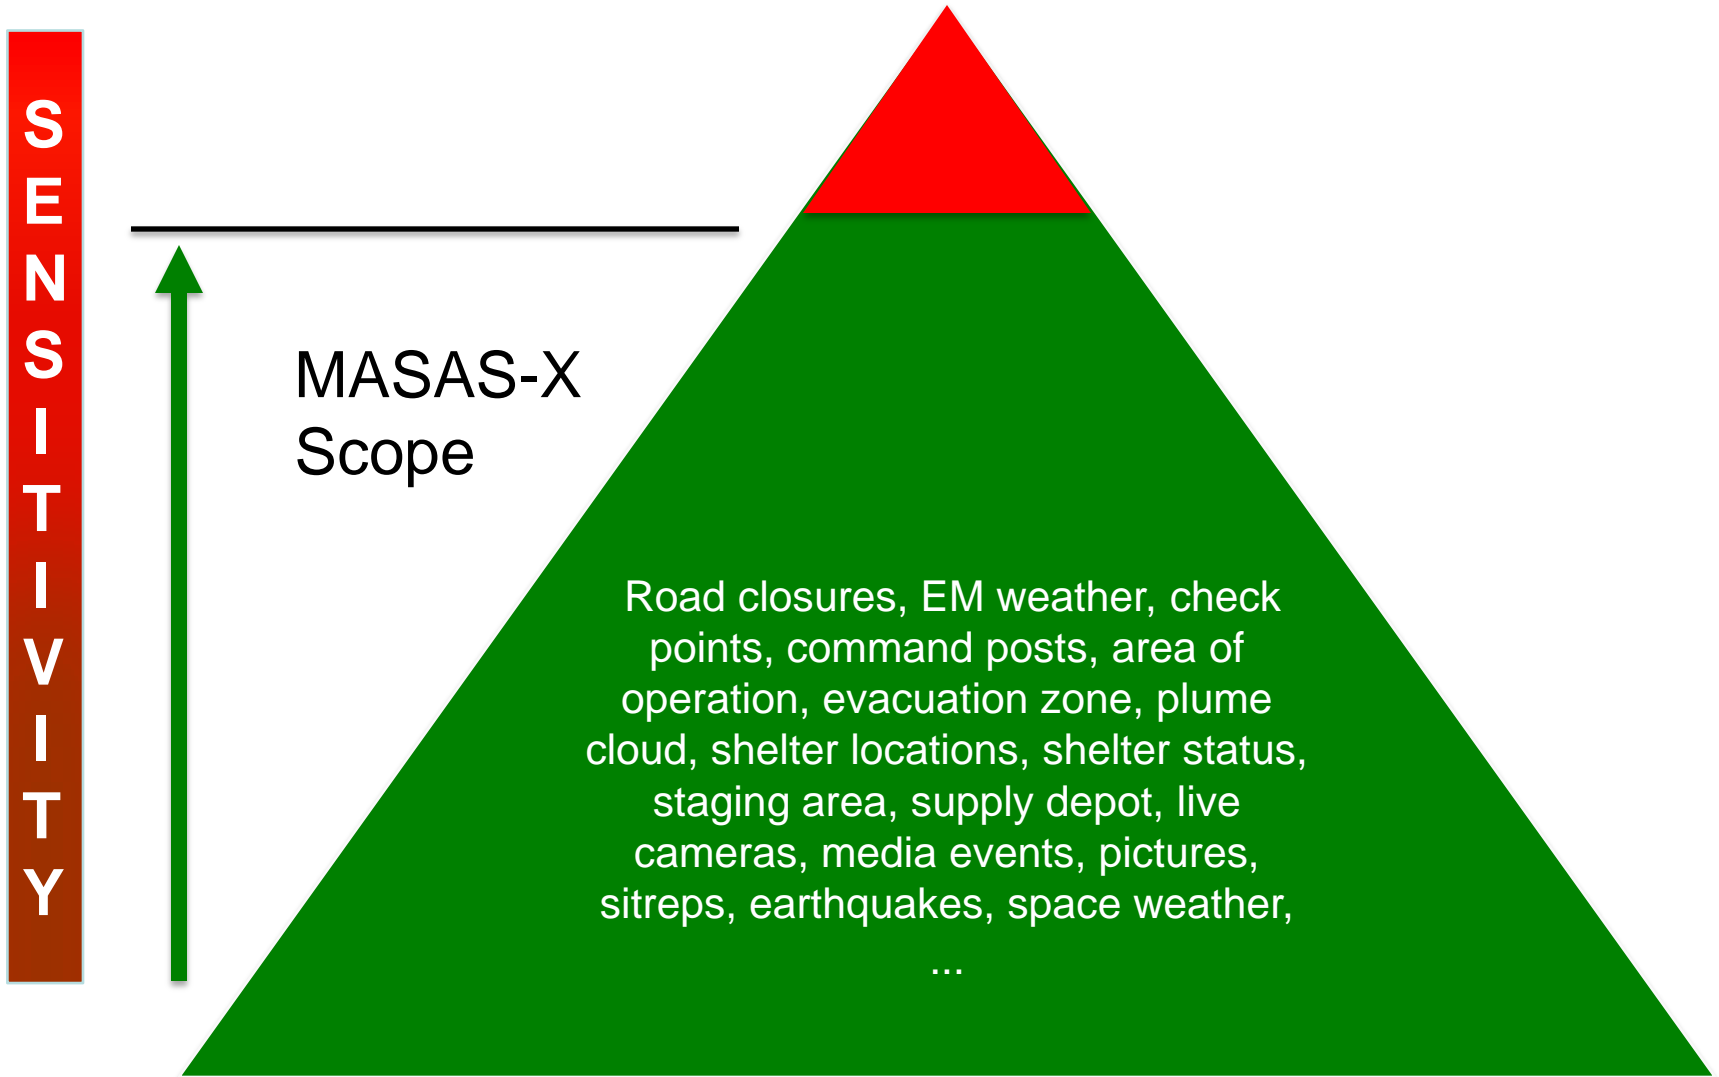 SENSITIVITY
MASAS-X
Scope
Road closures, EM weather, check
points, command posts, area of
operation, evacuation zone, plume
cloud, shelter locations, shelter status,
staging area, supply depot, live
cameras, media events, pictures,
sitreps, earthquakes, space weather,
...